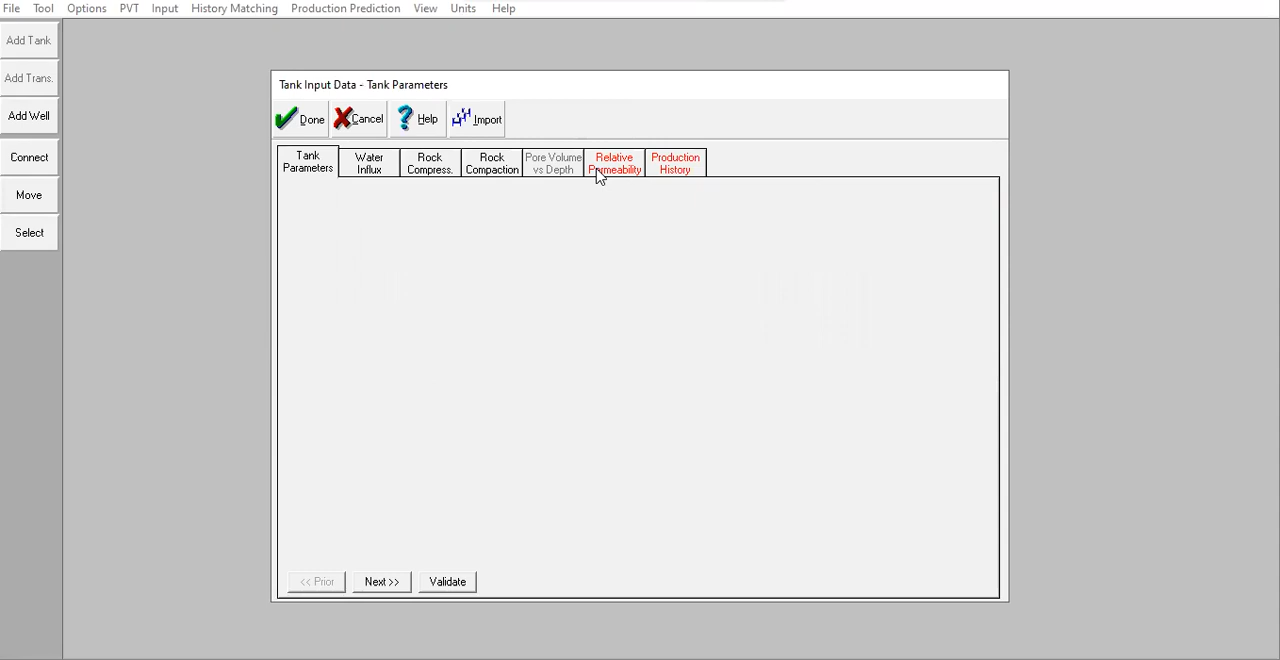 File Tool Options PVT Input History Matching Production Prediction View Units Help
Add Tank
Add Trans.
Add Well
Connect
Move
Select
Tank Input Data - Tank Parameters
Done Cancel Help Import
Tank Parameters
Water Influx
Rock Compress.
Rock Compaction
Pore Volume vs Depth
Relative Permeability
Production History
<< Prior Next >> Validate